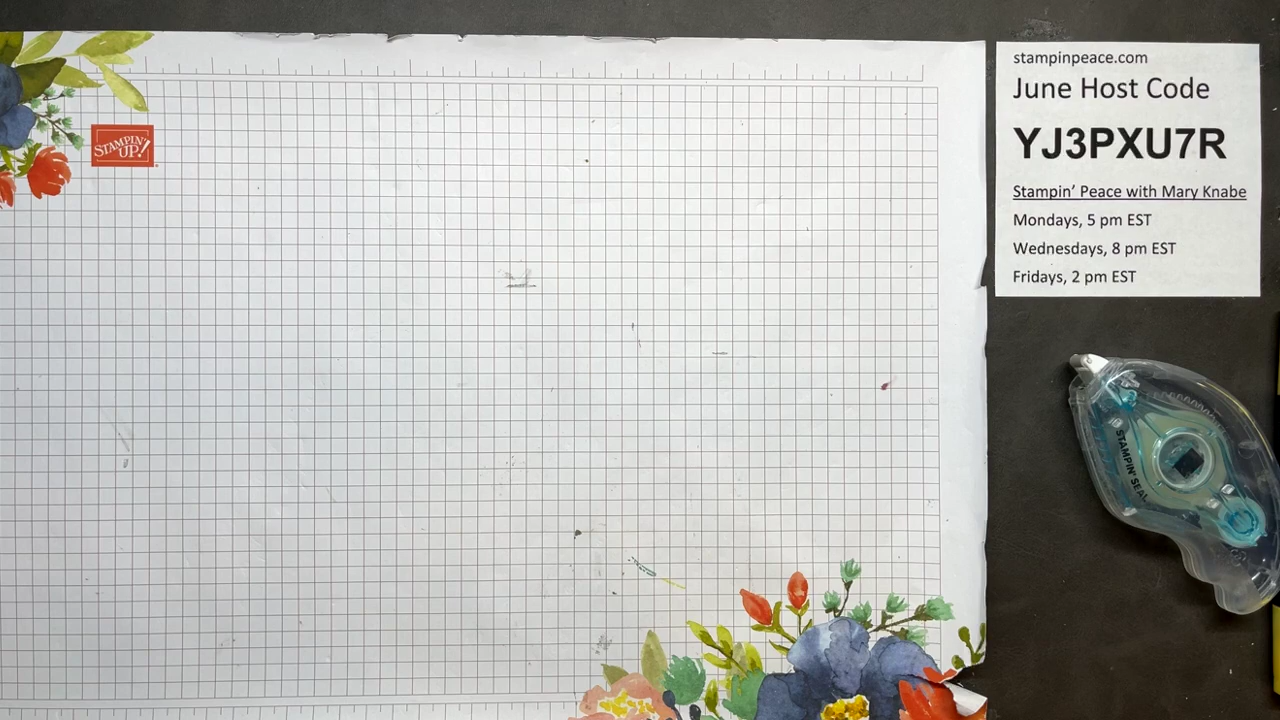 STAMPIN' UP!
stampinpeace.com
June Host Code
YJ3PXU7R
Stampin' Peace with Mary Knabe
Mondays, 5 pm EST
Wednesdays, 8 pm EST
Fridays, 2 pm EST
STAMPIN' SEAL